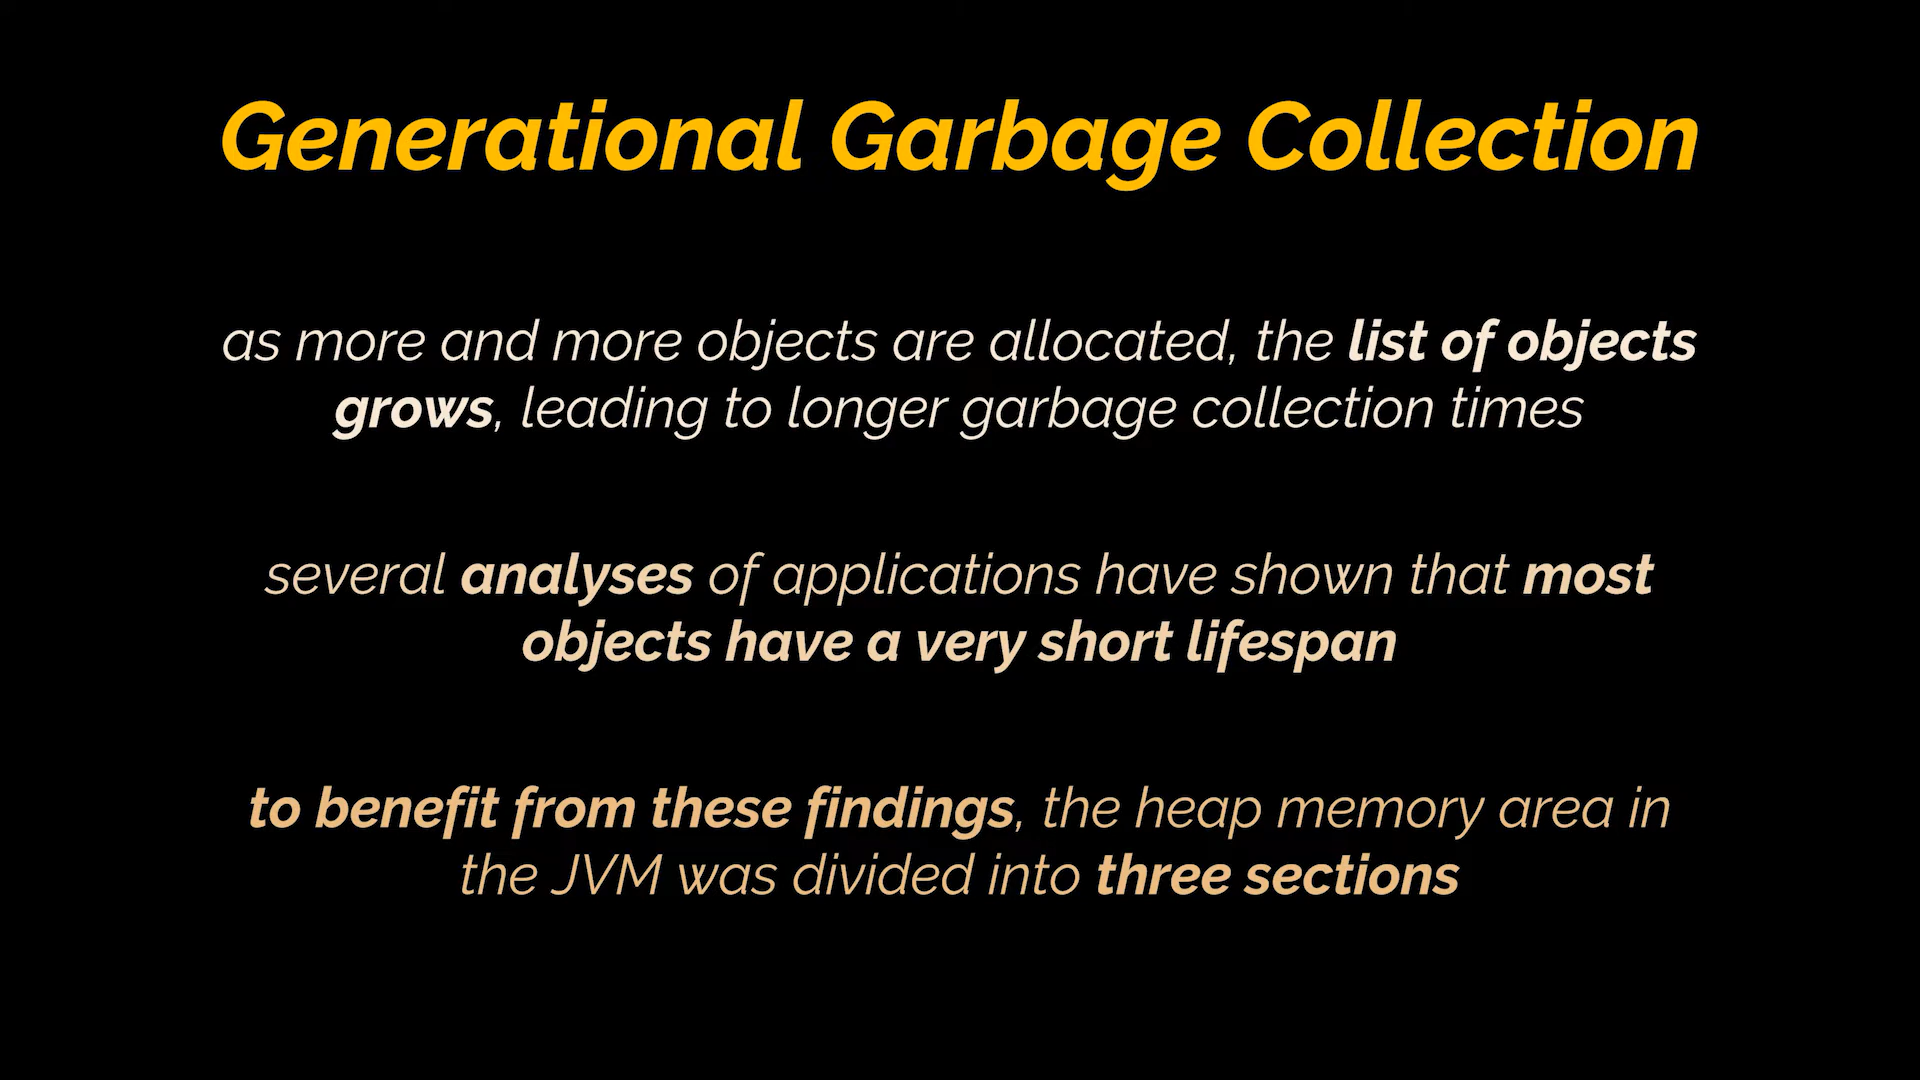 Generational Garbage Collection
as more and more objects are allocated, the list of objects
grows, leading to longer garbage collection times
several analyses of applications have shown that most
objects have a very short lifespan
to benefit from these findings, the heap memory area in
the JVM was divided into three sections